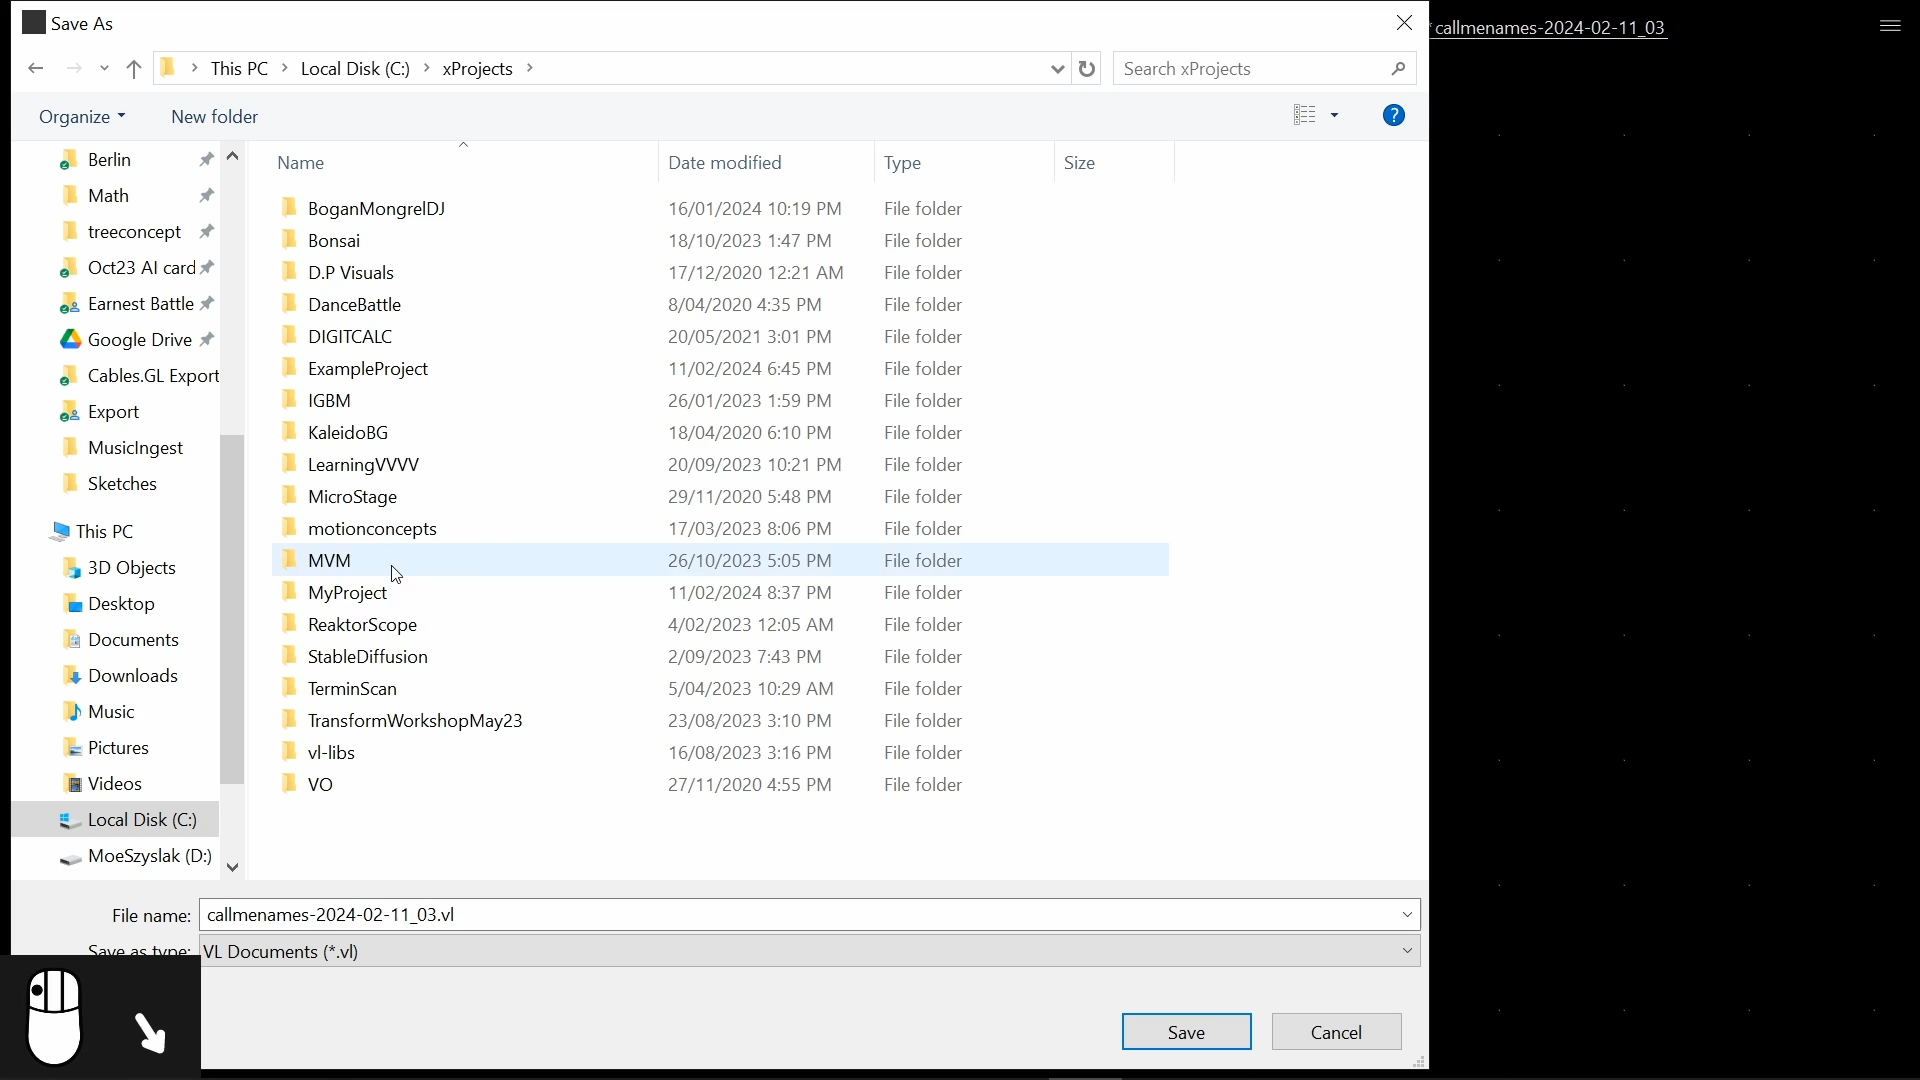 Save As
callmenames-2024-02-11_03
This PC > Local Disk (C:) > xProjects >
Search xProjects
Organize
New folder
?
Name Date modified Type Size
Berlin
Math
treeconcept
Oct23 AI card
Earnest Battle
Google Drive
Cables.GL Export
Export
MusicIngest
Sketches
This PC
3D Objects
Desktop
Documents
Downloads
Music
Pictures
Videos
Local Disk (C:)
MoeSzyslak (D:)
BoganMongrelDJ 16/01/2024 10:19 PM File folder
Bonsai 18/10/2023 1:47 PM File folder
D.P Visuals 17/12/2020 12:21 AM File folder
DanceBattle 8/04/2020 4:35 PM File folder
DIGITCALC 20/05/2021 3:01 PM File folder
ExampleProject 11/02/2024 6:45 PM File folder
IGBM 26/01/2023 1:59 PM File folder
KaleidoBG 18/04/2020 6:10 PM File folder
LearningVVVV 20/09/2023 10:21 PM File folder
MicroStage 29/11/2020 5:48 PM File folder
motionconcepts 17/03/2023 8:06 PM File folder
MVM 26/10/2023 5:05 PM File folder
MyProject 11/02/2024 8:37 PM File folder
ReaktorScope 4/02/2023 12:05 AM File folder
StableDiffusion 2/09/2023 7:43 PM File folder
TerminScan 5/04/2023 10:29 AM File folder
TransformWorkshopMay23 23/08/2023 3:10 PM File folder
vl-libs 16/08/2023 3:16 PM File folder
VO 27/11/2020 4:55 PM File folder
File name: callmenames-2024-02-11_03.vl
Save as type: VL Documents (*.vl)
Save
Cancel